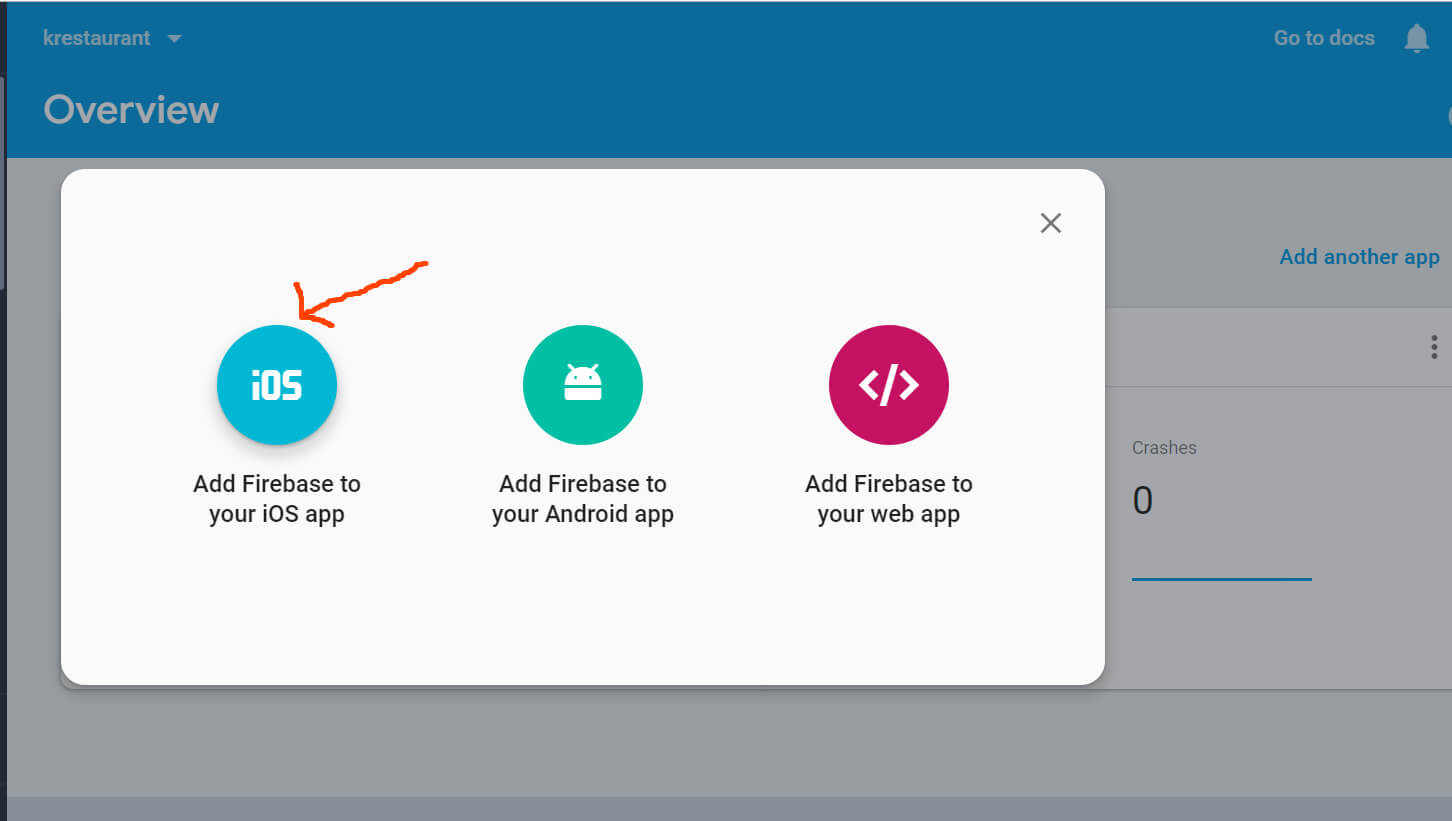 krestaurant
Go to docs
Overview
Add another app
iOS
</>
Add Firebase to
your iOS app
Add Firebase to
your Android app
Add Firebase to
your web app
Crashes
0